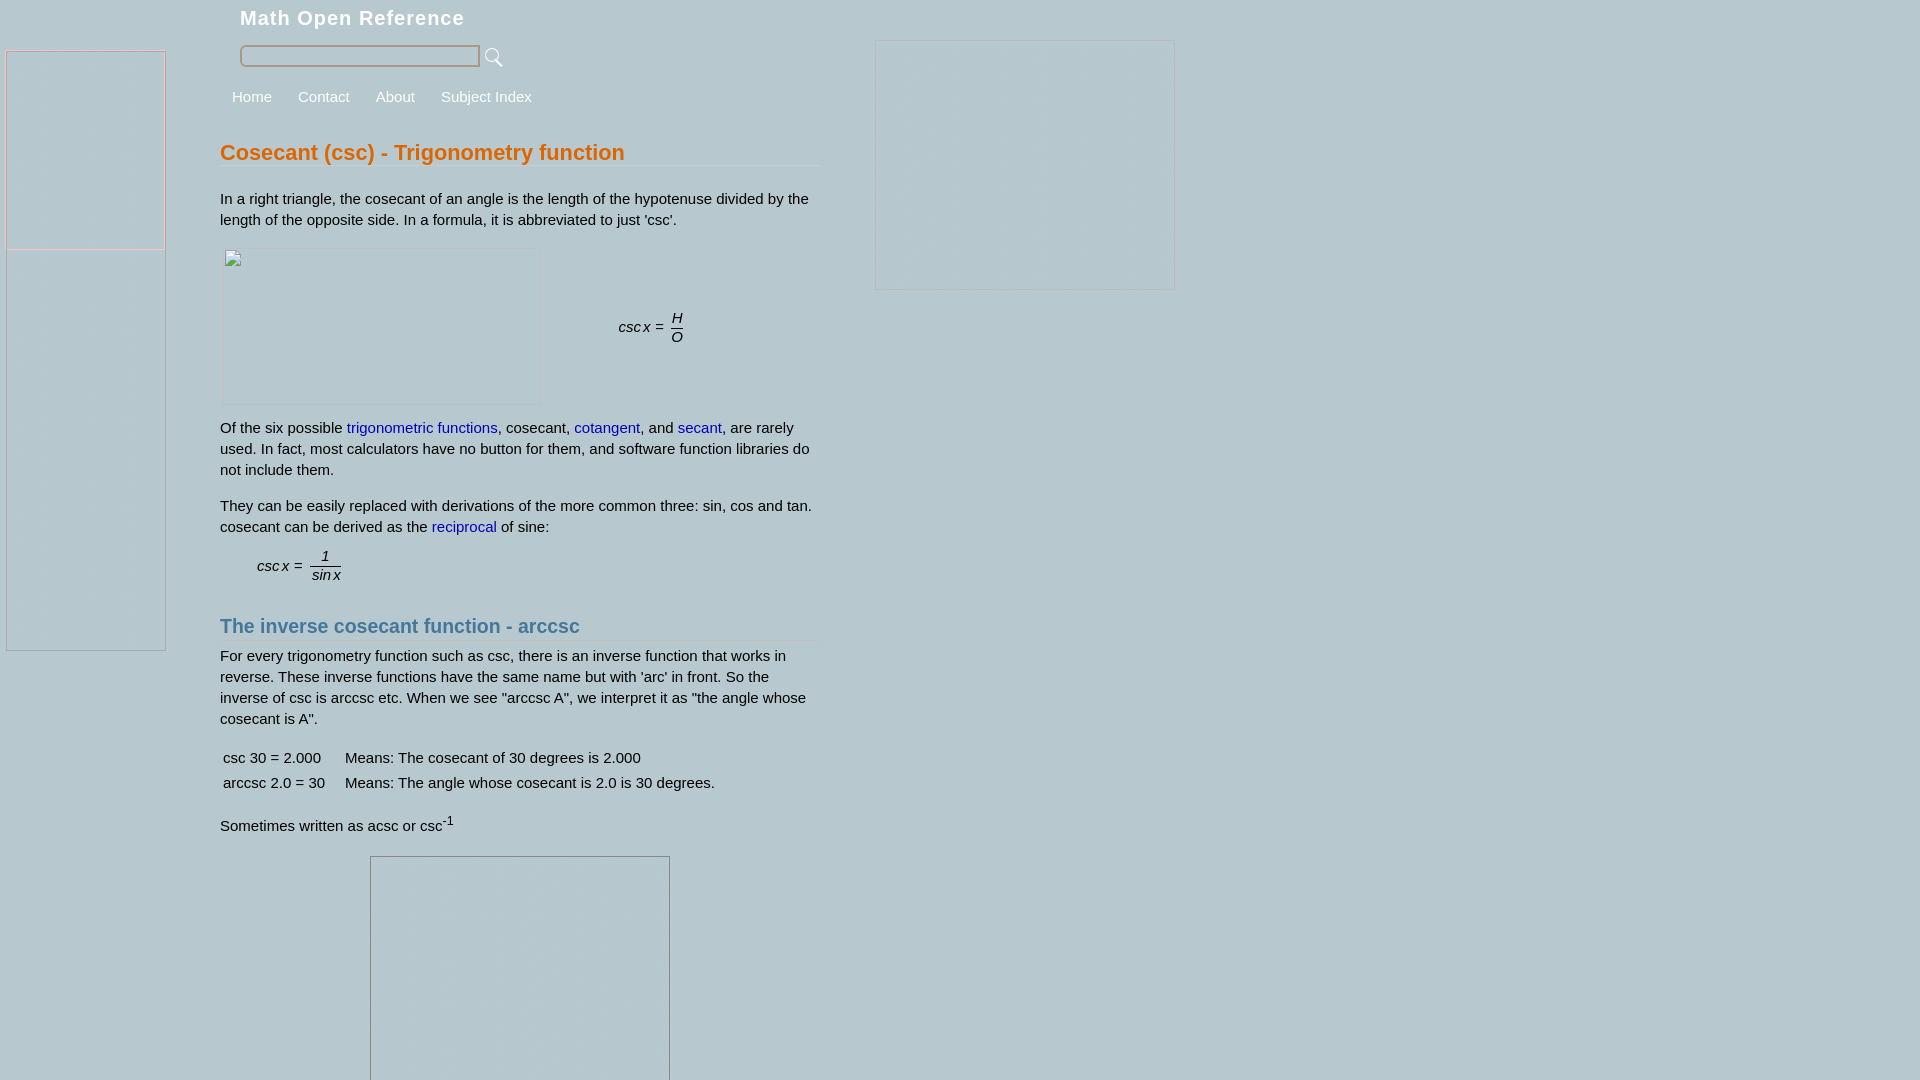 Math Open Reference
Home Contact About Subject Index
Cosecant (csc) - Trigonometry function
In a right triangle, the cosecant of an angle is the length of the hypotenuse divided by the
length of the opposite side. In a formula, it is abbreviated to just 'csc'.
csc x = H
O
Of the six possible trigonometric functions, cosecant, cotangent, and secant, are rarely
used. In fact, most calculators have no button for them, and software function libraries do
not include them.
They can be easily replaced with derivations of the more common three: sin, cos and tan.
cosecant can be derived as the reciprocal of sine:
csc x = 1
sin x
The inverse cosecant function - arccsc
For every trigonometry function such as csc, there is an inverse function that works in
reverse. These inverse functions have the same name but with 'arc' in front. So the
inverse of csc is arccsc etc. When we see "arccsc A", we interpret it as "the angle whose
cosecant is A".
csc 30 = 2.000 Means: The cosecant of 30 degrees is 2.000
arccsc 2.0 = 30 Means: The angle whose cosecant is 2.0 is 30 degrees.
Sometimes written as acsc or csc-1